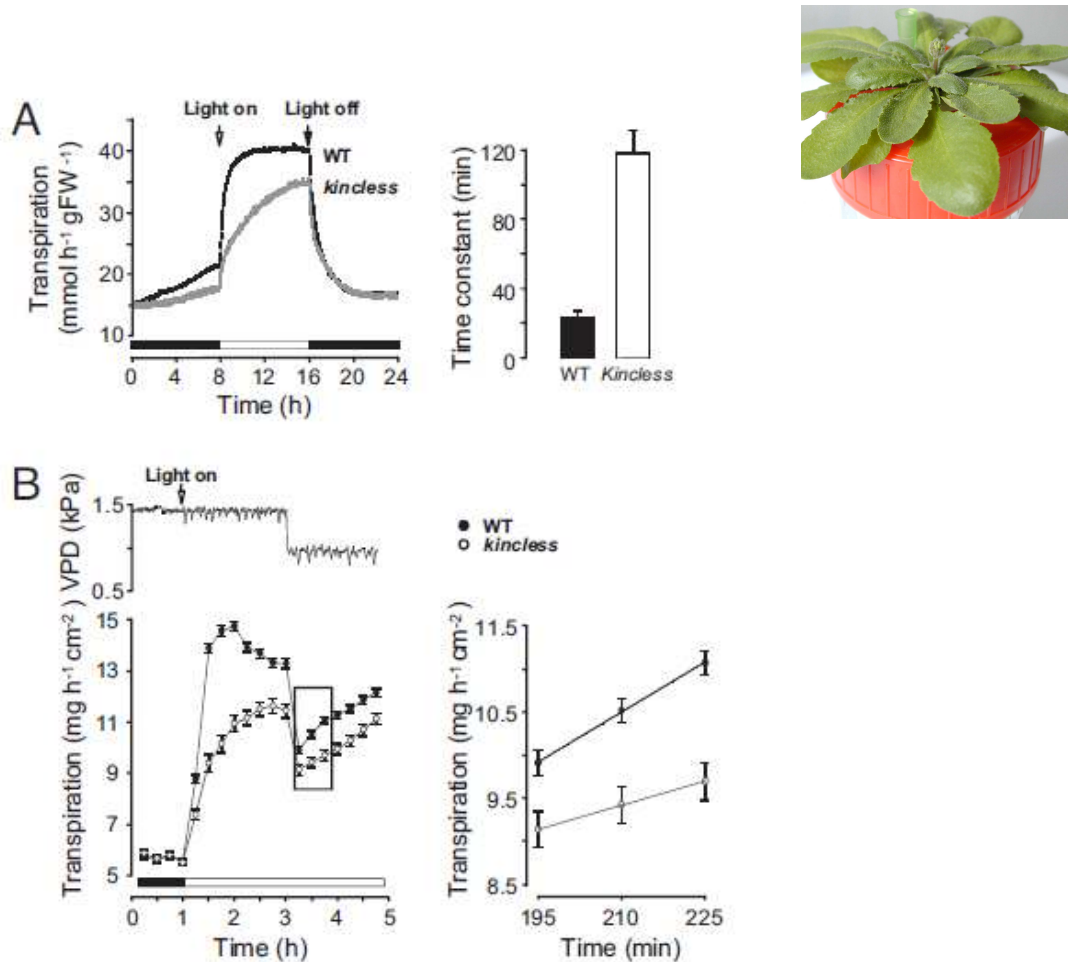 A
Light on
Light off
Transpiration
(mmol h-1 gFW -1)
40
30
20
10
WT
kincless
0 4 8 12 16 20 24
Time (h)
Time constant (min)
120
80
40
0
WT Kincless
B
Light on
VPD (kPa)
1.5
0.5
WT
kincless
Transpiration (mg h-1 cm-2)
15
13
11
9
7
5
0 1 2 3 4 5
Time (h)
Transpiration (mg h-1 cm-2)
11.5
10.5
9.5
8.5
195 210 225
Time (min)